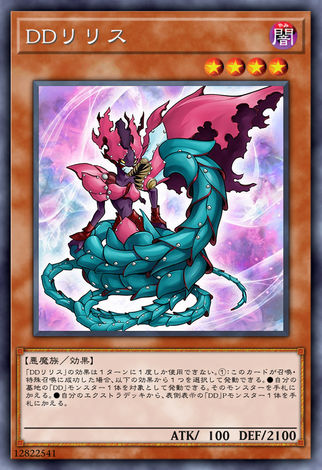 DDリリス
闇
やみ
【悪魔族／効果】
「DDリリス」の効果は１ターンに１度しか使用できない。①：このカードが召喚・
特殊召喚に成功した場合、以下の効果から１つを選択して発動できる。●自分の
墓地の「DD」モンスター１体を対象として発動できる。そのモンスターを手札に
加える。●自分のエクストラデッキから、表側表示の「DD」Pモンスター１体を手
札に加える。
ATK/ 100 DEF/2100
12822541